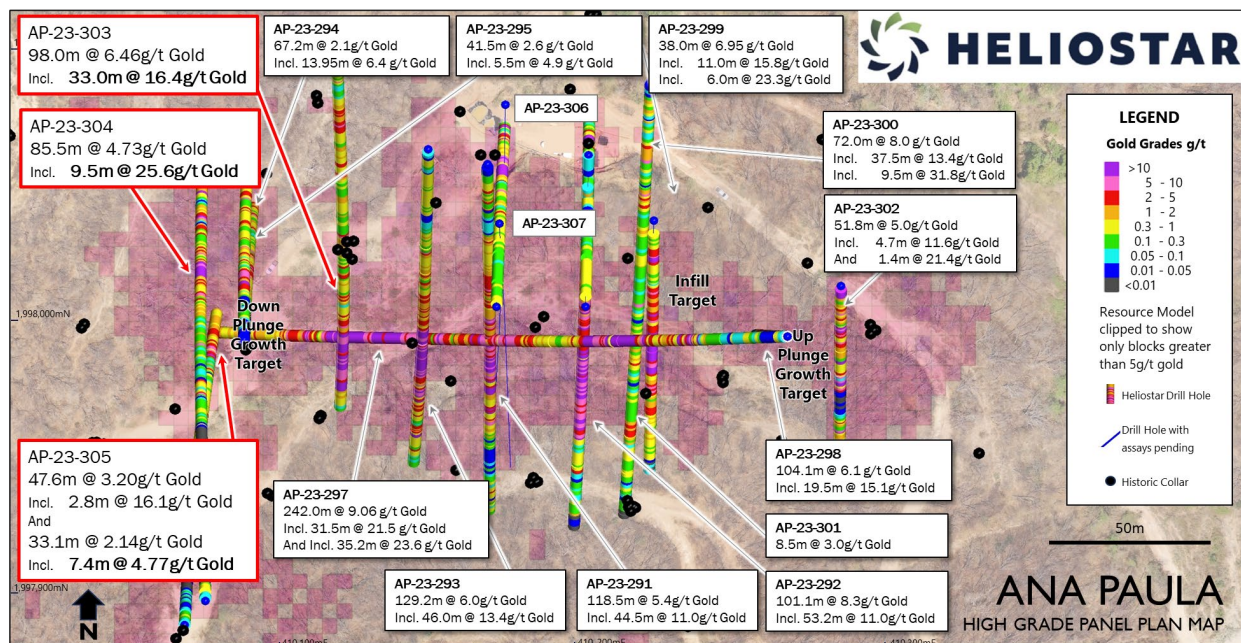 AP-23-303
98.0m @ 6.46g/t Gold
Incl. 33.0m @ 16.4g/t Gold
AP-23-304
85.5m @ 4.73g/t Gold
Incl. 9.5m @ 25.6g/t Gold
AP-23-294
67.2m @ 2.1g/t Gold
Incl. 13.95m @ 6.4 g/t Gold
AP-23-295
41.5m @ 2.6 g/t Gold
Incl. 5.5m @ 4.9 g/t Gold
AP-23-299
38.0m @ 6.95 g/t Gold
Incl. 11.0m @ 15.8g/t Gold
Incl. 6.0m @ 23.3g/t Gold
HELIOSTAR
AP-23-306
AP-23-307
AP-23-300
72.0m @ 8.0 g/t Gold
Incl. 37.5m @ 13.4g/t Gold
Incl. 9.5m @ 31.8g/t Gold
AP-23-302
51.8m @ 5.0g/t Gold
Incl. 4.7m @ 11.6g/t Gold
And 1.4m @ 21.4g/t Gold
LEGEND
Gold Grades g/t
>10
5 - 10
2 - 5
1 - 2
0.3 - 1
0.1 - 0.3
0.05 - 0.1
0.01 - 0.05
<0.01
Resource Model
clipped to show
only blocks greater
than 5g/t gold
Heliostar Drill Hole
Drill Hole with
assays pending
Historic Collar
50m
1,998,000mN
Down
Plunge
Growth
Target
Infill
Target
Up
Plunge
Growth
Target
AP-23-305
47.6m @ 3.20g/t Gold
Incl. 2.8m @ 16.1g/t Gold
And
33.1m @ 2.14g/t Gold
Incl. 7.4m @ 4.77g/t Gold
AP-23-297
242.0m @ 9.06 g/t Gold
Incl. 31.5m @ 21.5 g/t Gold
And Incl. 35.2m @ 23.6 g/t Gold
AP-23-298
104.1m @ 6.1 g/t Gold
Incl. 19.5m @ 15.1g/t Gold
AP-23-301
8.5m @ 3.0g/t Gold
AP-23-293
129.2m @ 6.0g/t Gold
Incl. 46.0m @ 13.4g/t Gold
AP-23-291
118.5m @ 5.4g/t Gold
Incl. 44.5m @ 11.0g/t Gold
AP-23-292
101.1m @ 8.3g/t Gold
Incl. 53.2m @ 11.0g/t Gold
1,997,900mN
N
ANA PAULA
HIGH GRADE PANEL PLAN MAP